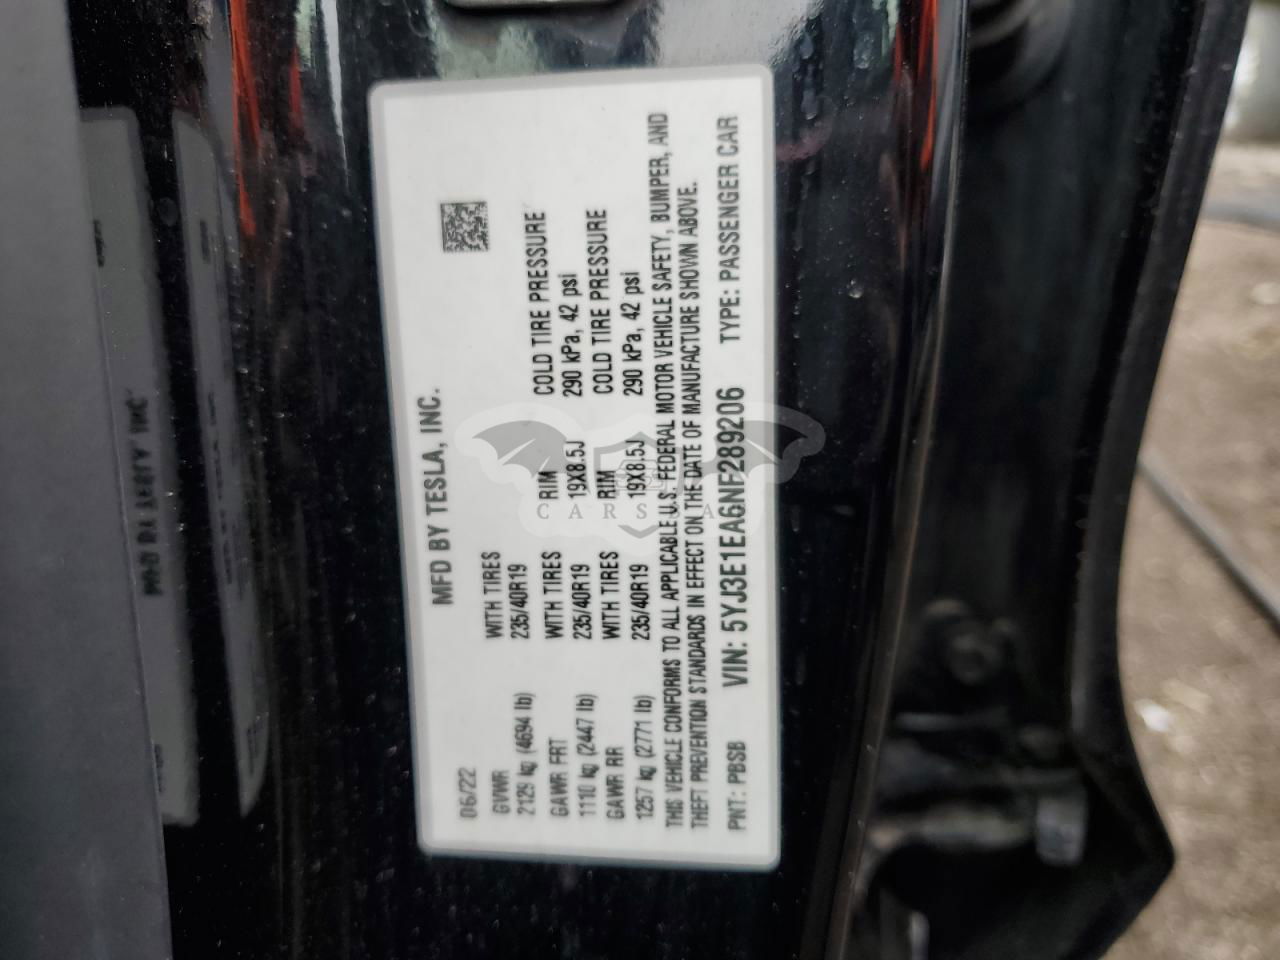 MFD BY TESLA, INC.
06/22
GVWR WITH TIRES
2129 kg (4694 lb) 235/40R19
GAWR FRT WITH TIRES RIM COLD TIRE PRESSURE
1110 kg (2447 lb) 235/40R19 19X8.5J 290 kPa, 42 psi
GAWR RR WITH TIRES RIM COLD TIRE PRESSURE
1257 kg (2771 lb) 235/40R19 19X8.5J 290 kPa, 42 psi
THIS VEHICLE CONFORMS TO ALL APPLICABLE U.S. FEDERAL MOTOR VEHICLE SAFETY, BUMPER, AND
THEFT PREVENTION STANDARDS IN EFFECT ON THE DATE OF MANUFACTURE SHOWN ABOVE.
PNT: PBSB VIN: 5YJ3E1EA6NF289206 TYPE: PASSENGER CAR